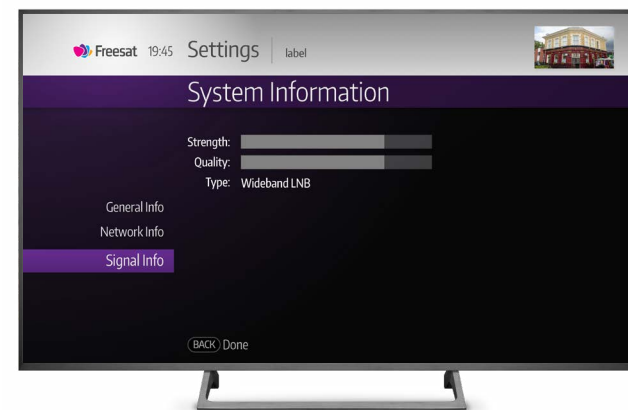 Freesat 19:45 Settings label
System Information
Strength:
Quality:
Type: Wideband LNB
General Info
Network Info
Signal Info
BACK Done